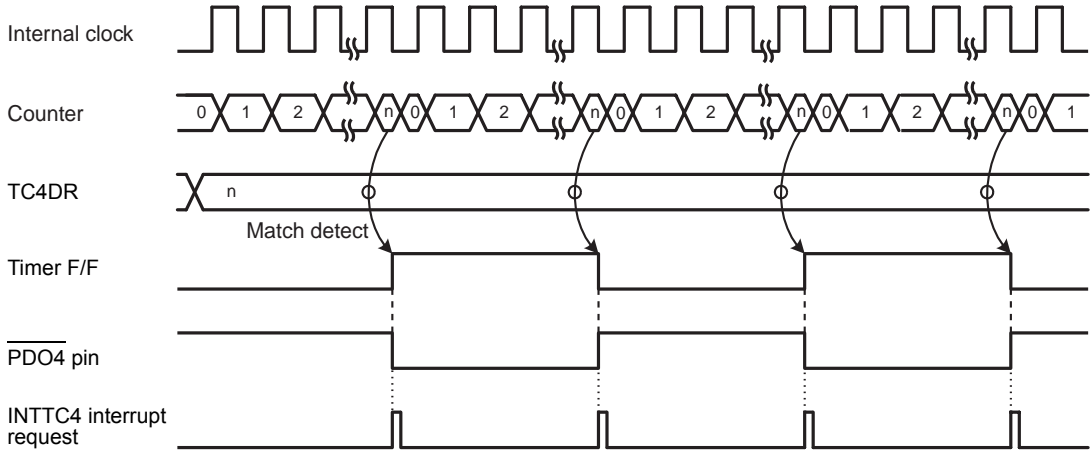 Internal clock
Counter
0 1 2 n 0 1 2 n 0 1 2 n 0 1 2 n 0 1
TC4DR
n
Match detect
Timer F/F
PDO4 pin
INTTC4 interrupt
request